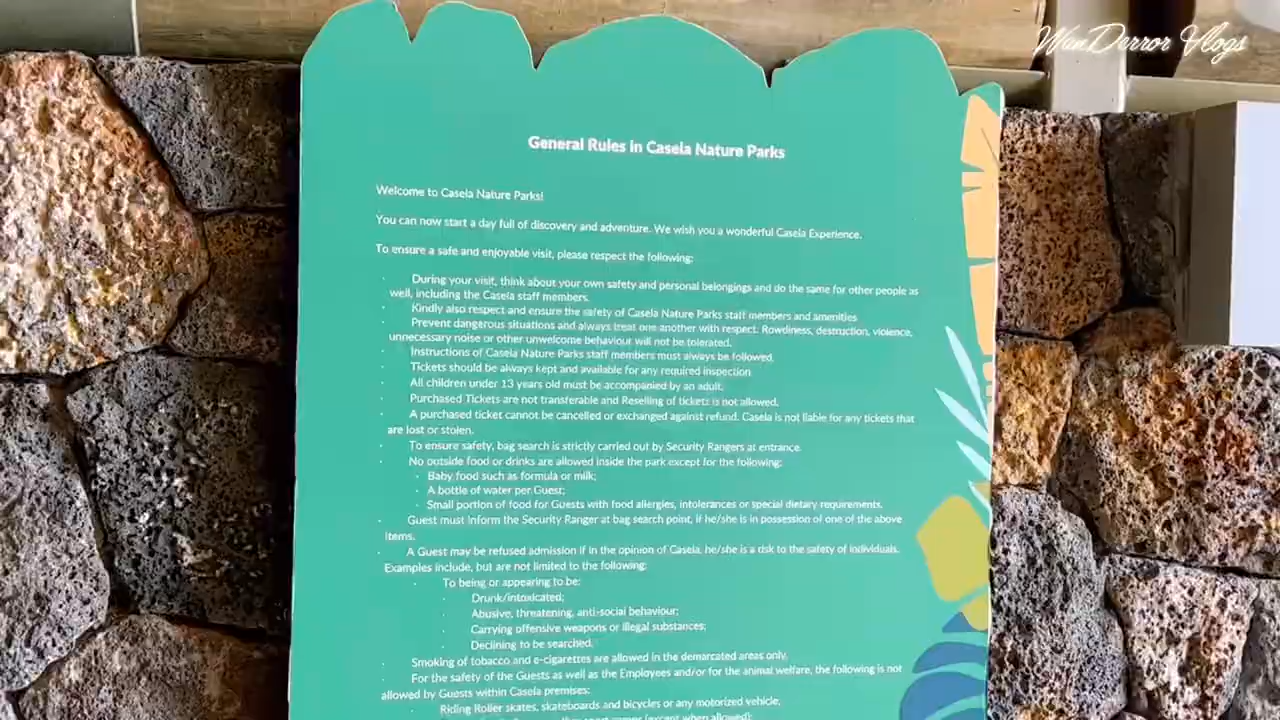 WanDerror Vlogs
General Rules in Casela Nature Parks
Welcome to Casela Nature Parks!
You can now start a day full of discovery and adventure. We wish you a wonderful Casela Experience.
To ensure a safe and enjoyable visit, please respect the following:
· During your visit, think about your own safety and personal belongings and do the same for other people as
well, including the Casela staff members.
· Kindly also respect and ensure the safety of Casela Nature Parks staff members and amenities
· Prevent dangerous situations and always treat one another with respect. Rowdiness, destruction, violence,
unnecessary noise or other unwelcome behaviour will not be tolerated.
· Instructions of Casela Nature Parks staff members must always be followed.
· Tickets should be always kept and available for any required inspection
· All children under 13 years old must be accompanied by an adult.
· Purchased Tickets are not transferable and Reselling of tickets is not allowed.
· A purchased ticket cannot be cancelled or exchanged against refund. Casela is not liable for any tickets that
are lost or stolen.
· To ensure safety, bag search is strictly carried out by Security Rangers at entrance.
· No outside food or drinks are allowed inside the park except for the following:
· Baby food such as formula or milk;
· A bottle of water per Guest;
· Small portion of food for Guests with food allergies, intolerances or special dietary requirements.
· Guest must inform the Security Ranger at bag search point, if he/she is in possession of one of the above
items.
· A Guest may be refused admission if in the opinion of Casela, he/she is a risk to the safety of individuals.
Examples include, but are not limited to the following:
· To being or appearing to be:
· Drunk/intoxicated;
· Abusive, threatening, anti-social behaviour;
· Carrying offensive weapons or illegal substances;
· Declining to be searched.
· Smoking of tobacco and e-cigarettes are allowed in the demarcated areas only.
· For the safety of the Guests as well as the Employees and/or for the animal welfare, the following is not
allowed by Guests within Casela premises:
· Riding Roller skates, skateboards and bicycles or any motorized vehicle,
(except when allowed);